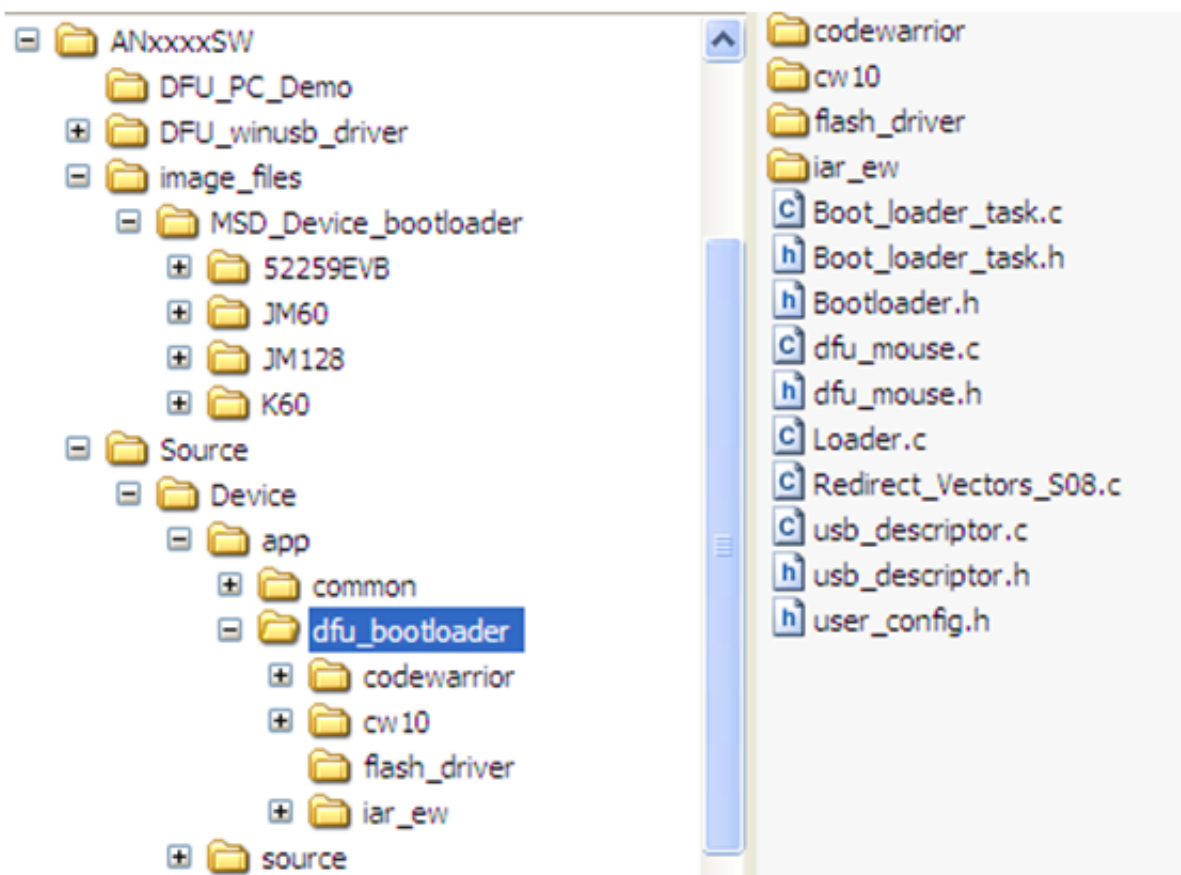 ANxxxxSW
DFU_PC_Demo
DFU_winusb_driver
image_files
MSD_Device_bootloader
52259EVB
JM60
JM128
K60
Source
Device
app
common
dfu_bootloader
codewarrior
cw10
flash_driver
iar_ew
source
codewarrior
cw10
flash_driver
iar_ew
Boot_loader_task.c
Boot_loader_task.h
Bootloader.h
dfu_mouse.c
dfu_mouse.h
Loader.c
Redirect_Vectors_S08.c
usb_descriptor.c
usb_descriptor.h
user_config.h